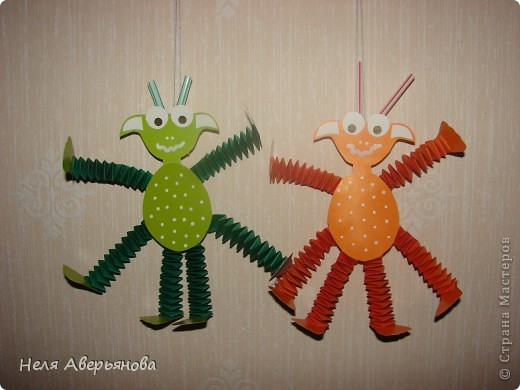 Неля Аверьянова
© Страна Мастеров